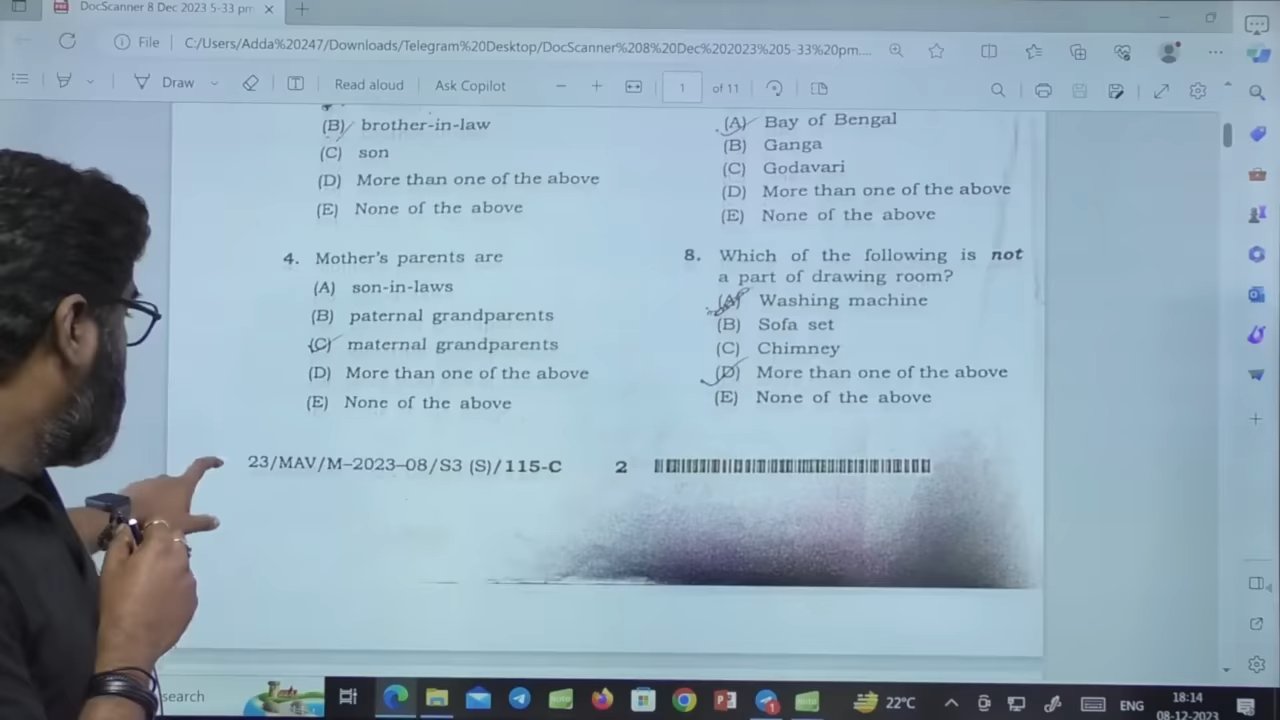 DocScanner 8 Dec 2023 5-33 pm
File
C:/Users/Adda%20247/Downloads/Telegram%20Desktop/DocScanner%208%20Dec%202023%205-33%20pm....
Draw
Read aloud
Ask Copilot
1
of 11
(B) brother-in-law
(C) son
(D) More than one of the above
(E) None of the above
4. Mother's parents are
(A) son-in-laws
(B) paternal grandparents
(C) maternal grandparents
(D) More than one of the above
(E) None of the above
(A) Bay of Bengal
(B) Ganga
(C) Godavari
(D) More than one of the above
(E) None of the above
8. Which of the following is not
a part of drawing room?
(A) Washing machine
(B) Sofa set
(C) Chimney
(D) More than one of the above
(E) None of the above
23/MAV/M–2023–08/S3 (S)/115-C
2
search
22°C
ENG
18:14
08-12-2023